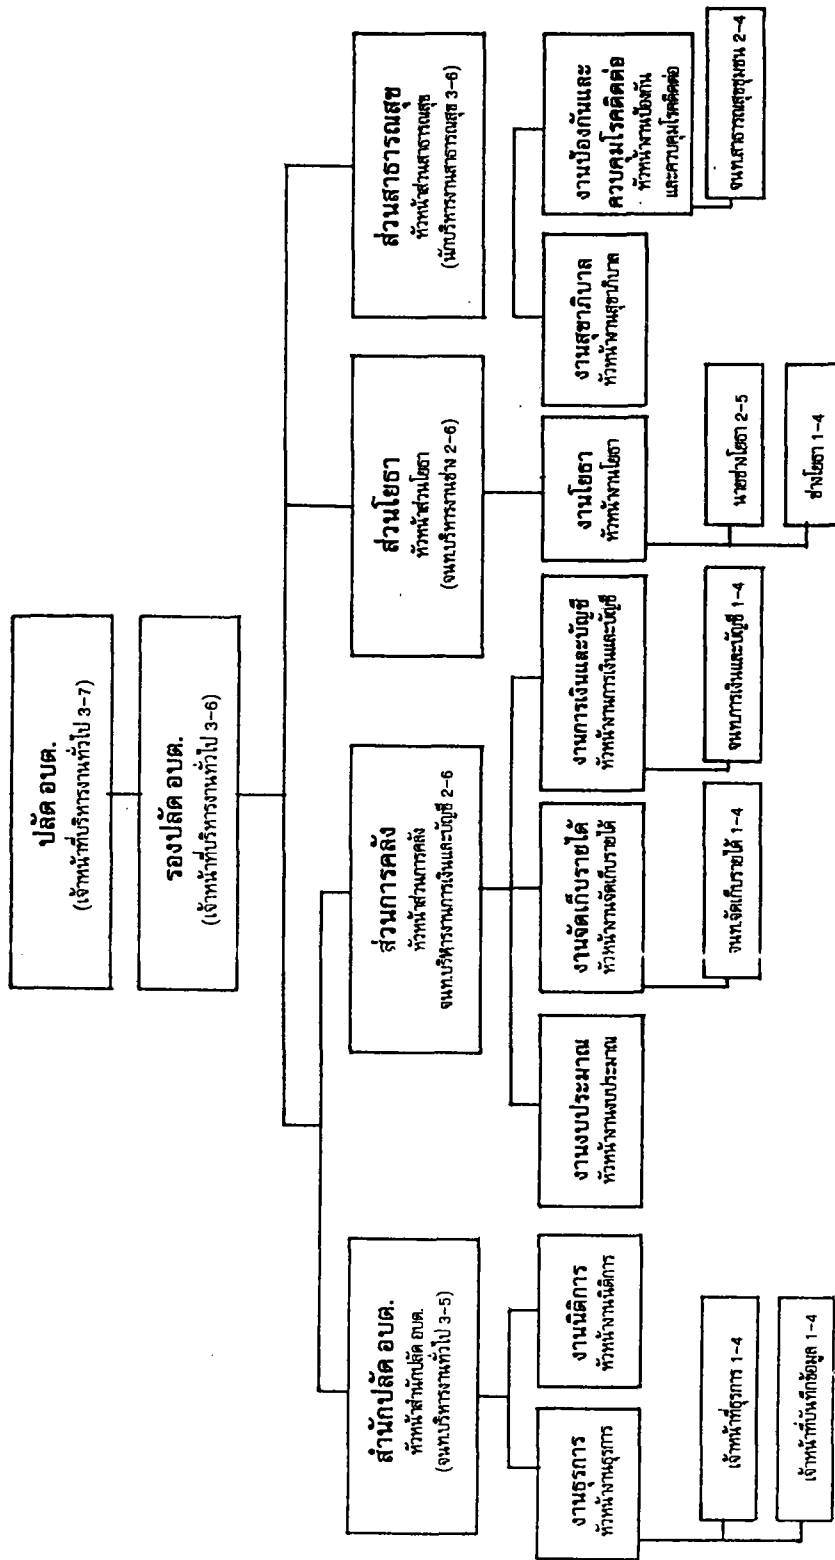 ปลัด อบต.
(เจ้าหน้าที่บริหารงานทั่วไป 3-7)
รองปลัด อบต.
(เจ้าหน้าที่บริหารงานทั่วไป 3-6)
สำนักปลัด อบต.
หัวหน้าสำนักปลัด อบต.
(จนท.บริหารงานทั่วไป 3-5)
ส่วนการคลัง
หัวหน้าส่วนการคลัง
จนท.บริหารงานการเงินและบัญชี 2-6
ส่วนโยธา
หัวหน้าส่วนโยธา
(จนท.บริหารงานช่าง 2-6)
ส่วนสาธารณสุข
หัวหน้าส่วนสาธารณสุข
(นักบริหารงานสาธารณสุข 3-6)
งานธุรการ
หัวหน้างานธุรการ
งานนิติการ
หัวหน้างานนิติการ
งานงบประมาณ
หัวหน้างานงบประมาณ
งานจัดเก็บรายได้
หัวหน้างานจัดเก็บรายได้
งานการเงินและบัญชี
หัวหน้างานการเงินและบัญชี
งานโยธา
หัวหน้างานโยธา
งานสุขาภิบาล
หัวหน้างานสุขาภิบาล
งานป้องกันและ
ควบคุมโรคติดต่อ
หัวหน้างานป้องกัน
และควบคุมโรคติดต่อ
เจ้าหน้าที่ธุรการ 1-4
เจ้าหน้าที่บันทึกข้อมูล 1-4
จนท.จัดเก็บรายได้ 1-4
จนท.การเงินและบัญชี 1-4
นายช่างโยธา 2-5
ช่างโยธา 1-4
จนท.สาธารณสุขชุมชน 2-4